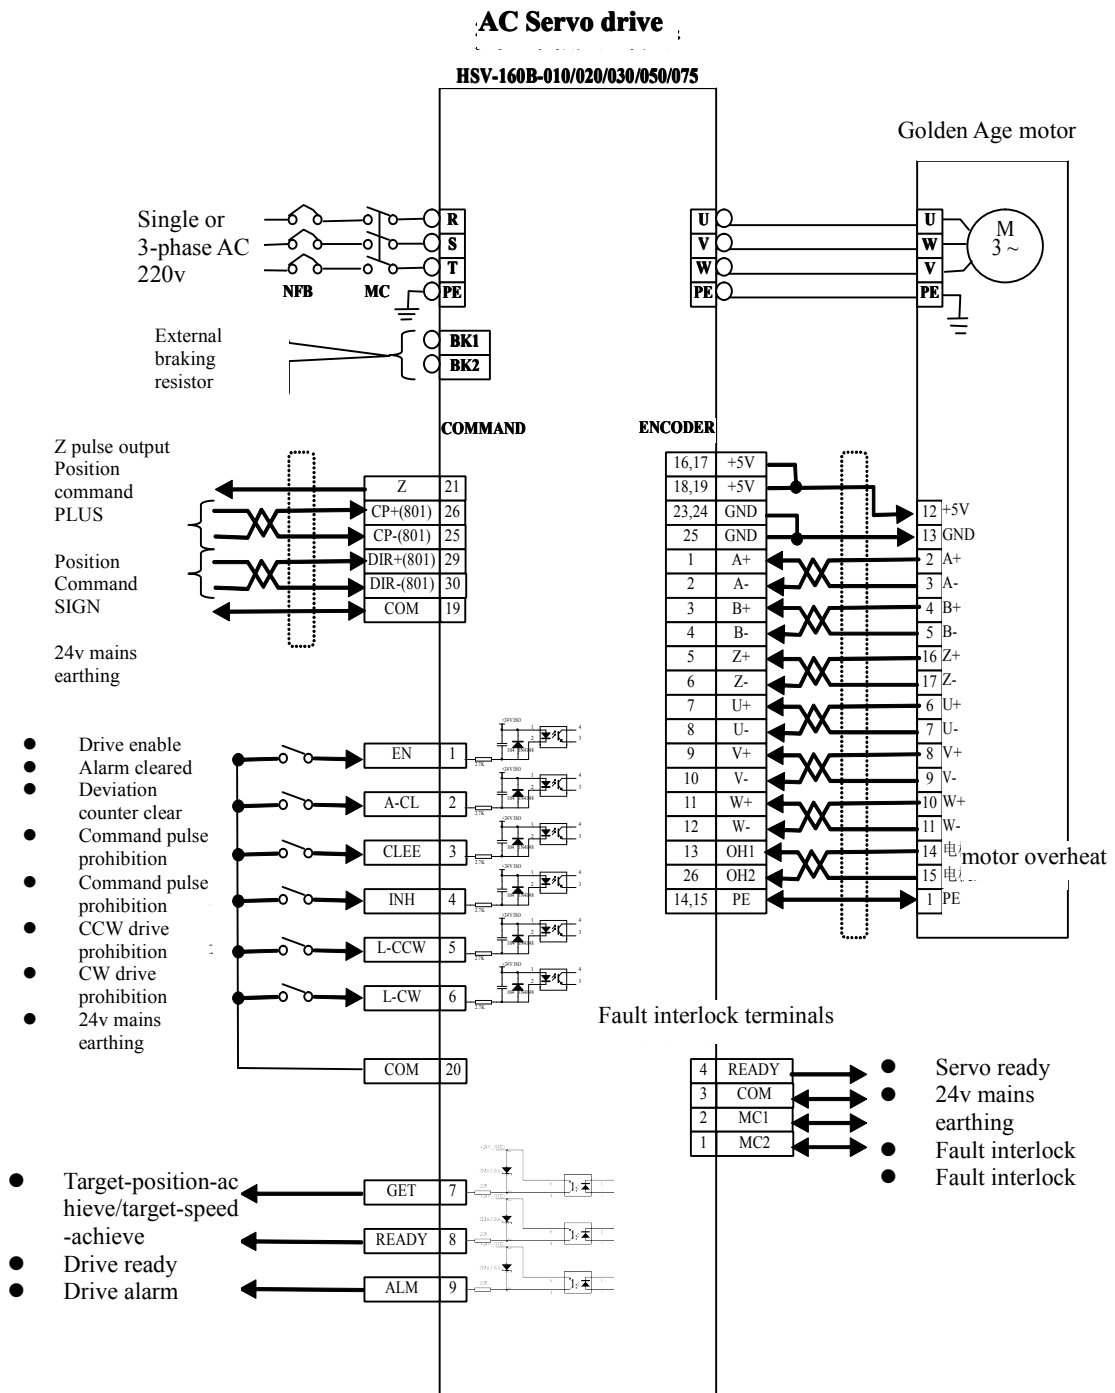 AC Servo drive
HSV-160B-010/020/030/050/075
Golden Age motor
Single or
3-phase AC
220v
NFB MC
R
S
T
PE
U
V
W
PE
U
W
V
PE
M
3 ~
External
braking
resistor
BK1
BK2
COMMAND
ENCODER
Z pulse output
Position
command
PLUS
Position
Command
SIGN
24v mains
earthing
Z 21
CP+(801) 26
CP-(801) 25
DIR+(801) 29
DIR-(801) 30
COM 19
16,17 +5V
18,19 +5V
23,24 GND
25 GND
1 A+
2 A-
3 B+
4 B-
5 Z+
6 Z-
7 U+
8 U-
9 V+
10 V-
11 W+
12 W-
13 OH1
26 OH2
14,15 PE
12 +5V
13 GND
2 A+
3 A-
4 B+
5 B-
16 Z+
17 Z-
6 U+
7 U-
8 V+
9 V-
10 W+
11 W-
14 电
15 电
1 PE
motor overheat
Drive enable
Alarm cleared
Deviation
counter clear
Command pulse
prohibition
Command pulse
prohibition
CCW drive
prohibition
CW drive
prohibition
24v mains
earthing
EN 1
A-CL 2
CLEE 3
INH 4
L-CCW 5
L-CW 6
COM 20
Fault interlock terminals
4 READY
3 COM
2 MC1
1 MC2
Servo ready
24v mains
earthing
Fault interlock
Fault interlock
Target-position-ac
hieve/target-speed
-achieve
Drive ready
Drive alarm
GET 7
READY 8
ALM 9